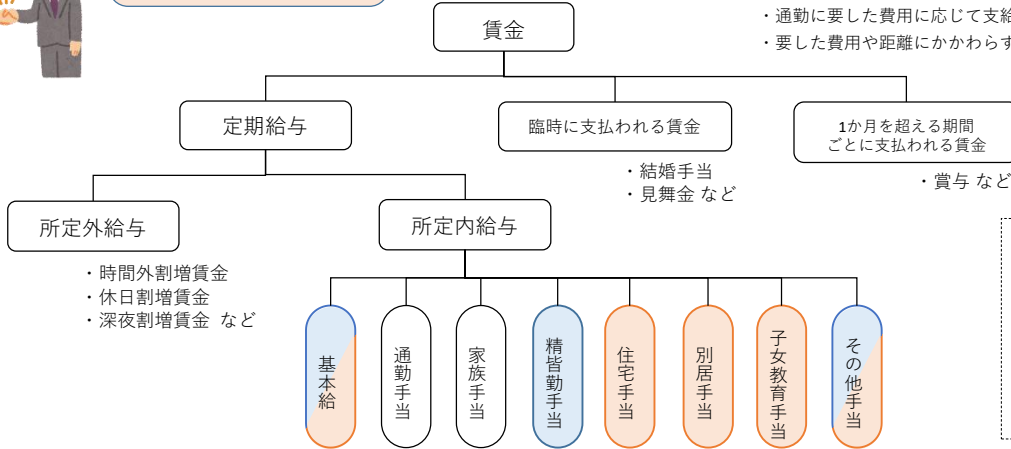 ・通勤に要した費用に応じて支給
・要した費用や距離にかかわらず
賃金
定期給与
臨時に支払われる賃金
1か月を超える期間
ごとに支払われる賃金
・結婚手当
・見舞金 など
・賞与 など
所定外給与
所定内給与
・時間外割増賃金
・休日割増賃金
・深夜割増賃金 など
基本給
通勤手当
家族手当
精皆勤手当
住宅手当
別居手当
子女教育手当
その他手当